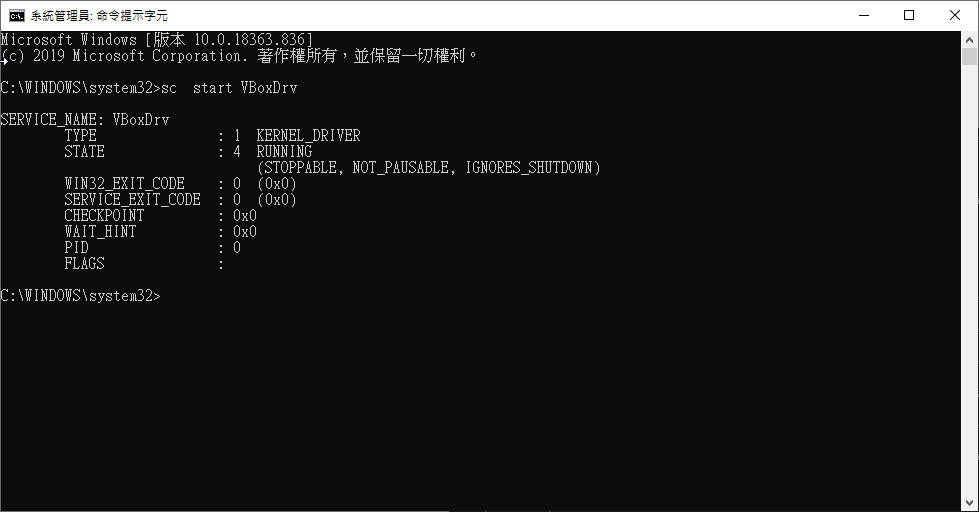 系統管理員: 命令提示字元
Microsoft Windows [版本 10.0.18363.836]
(c) 2019 Microsoft Corporation. 著作權所有，並保留一切權利。
C:\WINDOWS\system32>sc  start VBoxDrv
SERVICE_NAME: VBoxDrv
        TYPE               : 1  KERNEL_DRIVER
        STATE              : 4  RUNNING
                                (STOPPABLE, NOT_PAUSABLE, IGNORES_SHUTDOWN)
        WIN32_EXIT_CODE    : 0  (0x0)
        SERVICE_EXIT_CODE  : 0  (0x0)
        CHECKPOINT         : 0x0
        WAIT_HINT          : 0x0
        PID                : 0
        FLAGS              :
C:\WINDOWS\system32>